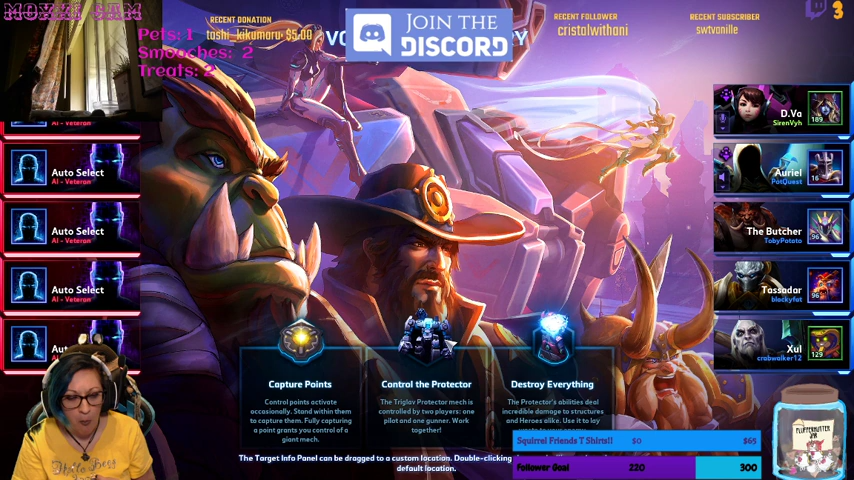 MOXXI CAM
Pets: 1
Smooches: 2
Treats: 2
RECENT DONATION
toshi_kikumaru: $5.00
JOIN THE
DISCORD
RECENT FOLLOWER
cristalwithani
RECENT SUBSCRIBER
swtvanille
3
AI - Veteran
Auto Select
AI - Veteran
Auto Select
AI - Veteran
Auto Select
AI - Veteran
D.Va
SirenVyh
189
Auriel
PotQuest
16
The Butcher
TobyPotato
96
Tassadar
blackyfat
96
Xul
crabwalker12
129
Capture Points
Control points activate
occasionally. Stand within them
to capture them. Fully capturing
a point grants you control of a
giant mech.
Control the Protector
The Triglav Protector mech is
controlled by two players: one
pilot and one gunner. Work
together!
Destroy Everything
The Protector's abilities deal
incredible damage to structures
and Heroes alike. Use it to lay
Squirrel Friends T Shirts!! $0 $65
The Target Info Panel can be dragged to a custom location. Double-clicking
default location.
Follower Goal 220 300